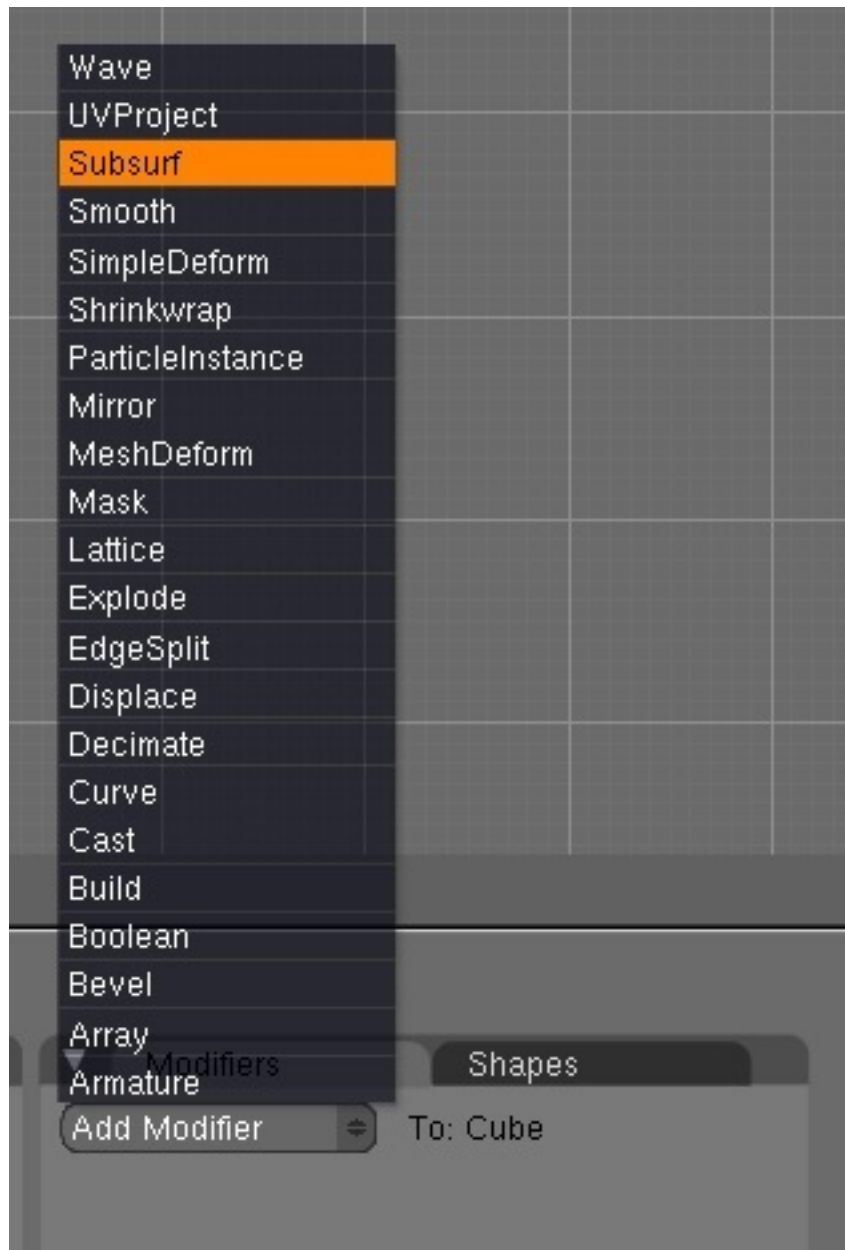 Wave
UVProject
Subsurf
Smooth
SimpleDeform
Shrinkwrap
ParticleInstance
Mirror
MeshDeform
Mask
Lattice
Explode
EdgeSplit
Displace
Decimate
Curve
Cast
Build
Boolean
Bevel
Array
Modifiers Shapes
Armature
Add Modifier To: Cube